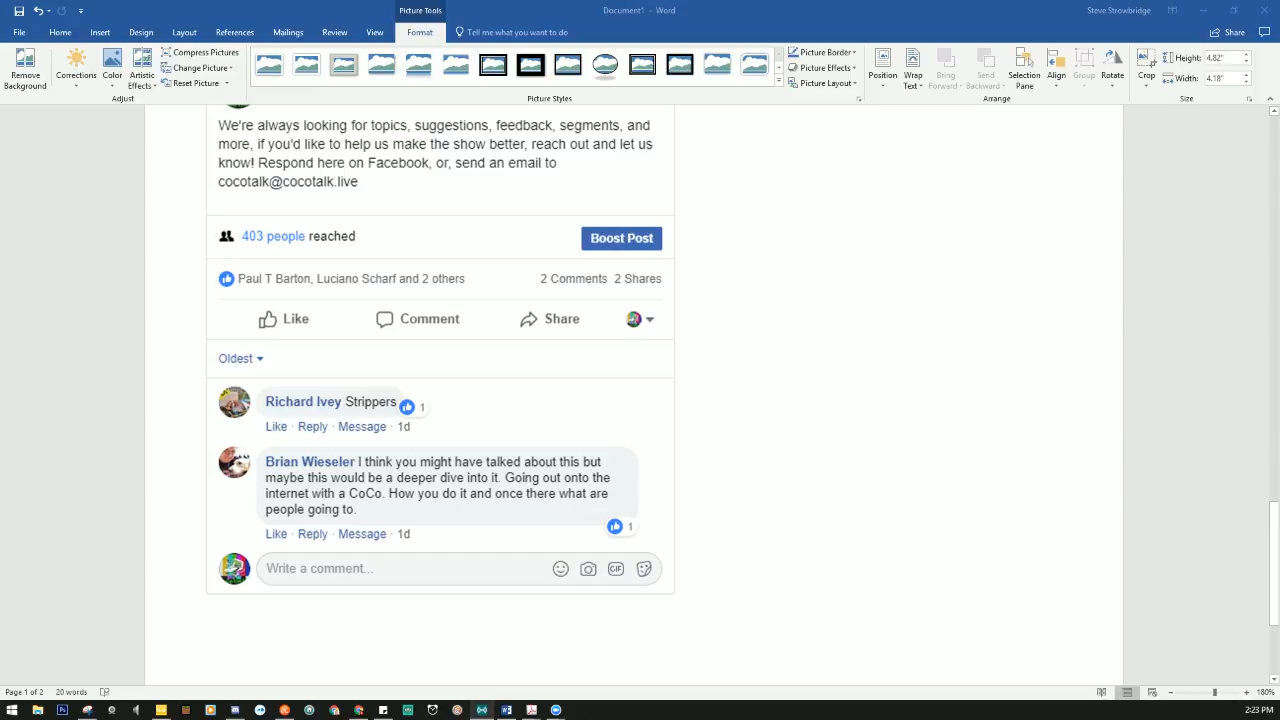 Picture Tools
Document1 - Word
Steve Strowbridge
File Home Insert Design Layout References Mailings Review View Format Tell me what you want to do Share
Remove Background
Corrections
Color
Artistic Effects
Compress Pictures
Change Picture
Reset Picture
Picture Border
Picture Effects
Picture Layout
Position
Wrap Text
Bring Forward
Send Backward
Selection Pane
Align
Group
Rotate
Crop
Height: 4.82"
Width: 4.18"
Adjust
Picture Styles
Arrange
Size
We're always looking for topics, suggestions, feedback, segments, and
more, if you'd like to help us make the show better, reach out and let us
know! Respond here on Facebook, or, send an email to
cocotalk@cocotalk.live
403 people reached
Boost Post
Paul T Barton, Luciano Scharf and 2 others
2 Comments 2 Shares
Like
Comment
Share
Oldest
Richard Ivey Strippers
1
Like · Reply · Message · 1d
Brian Wieseler I think you might have talked about this but
maybe this would be a deeper dive into it. Going out onto the
internet with a CoCo. How you do it and once there what are
people going to.
1
Like · Reply · Message · 1d
Write a comment...
GIF
Page 1 of 2 20 words
180%
2:23 PM